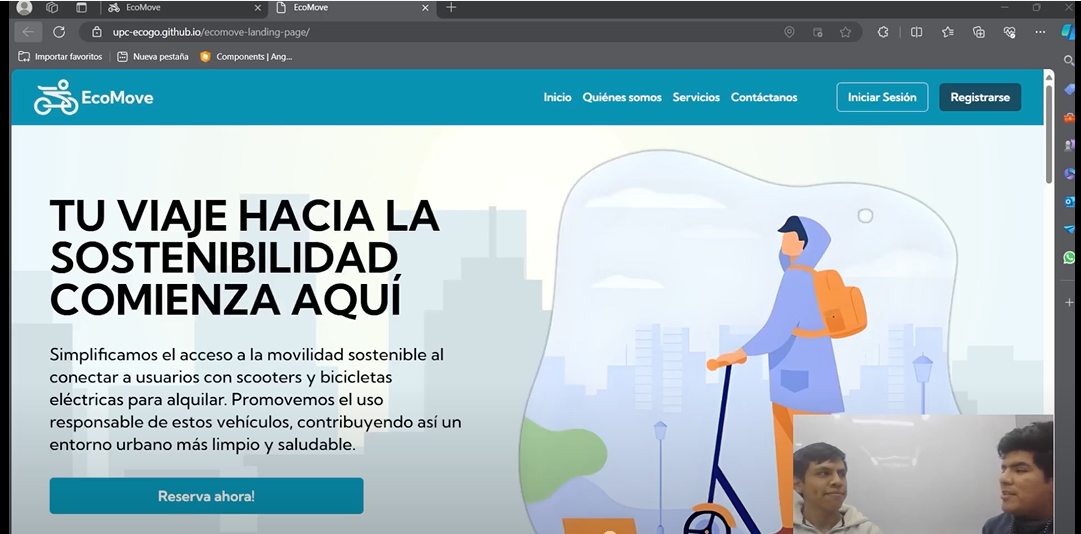 EcoMove
EcoMove
upc-ecogo.github.io/ecomove-landing-page/
Importar favoritos
Nueva pestaña
Components | Ang...
EcoMove
Inicio
Quiénes somos
Servicios
Contáctanos
Iniciar Sesión
Registrarse
TU VIAJE HACIA LA
SOSTENIBILIDAD
COMIENZA AQUÍ
Simplificamos el acceso a la movilidad sostenible al
conectar a usuarios con scooters y bicicletas
eléctricas para alquilar. Promovemos el uso
responsable de estos vehículos, contribuyendo así un
entorno urbano más limpio y saludable.
Reserva ahora!